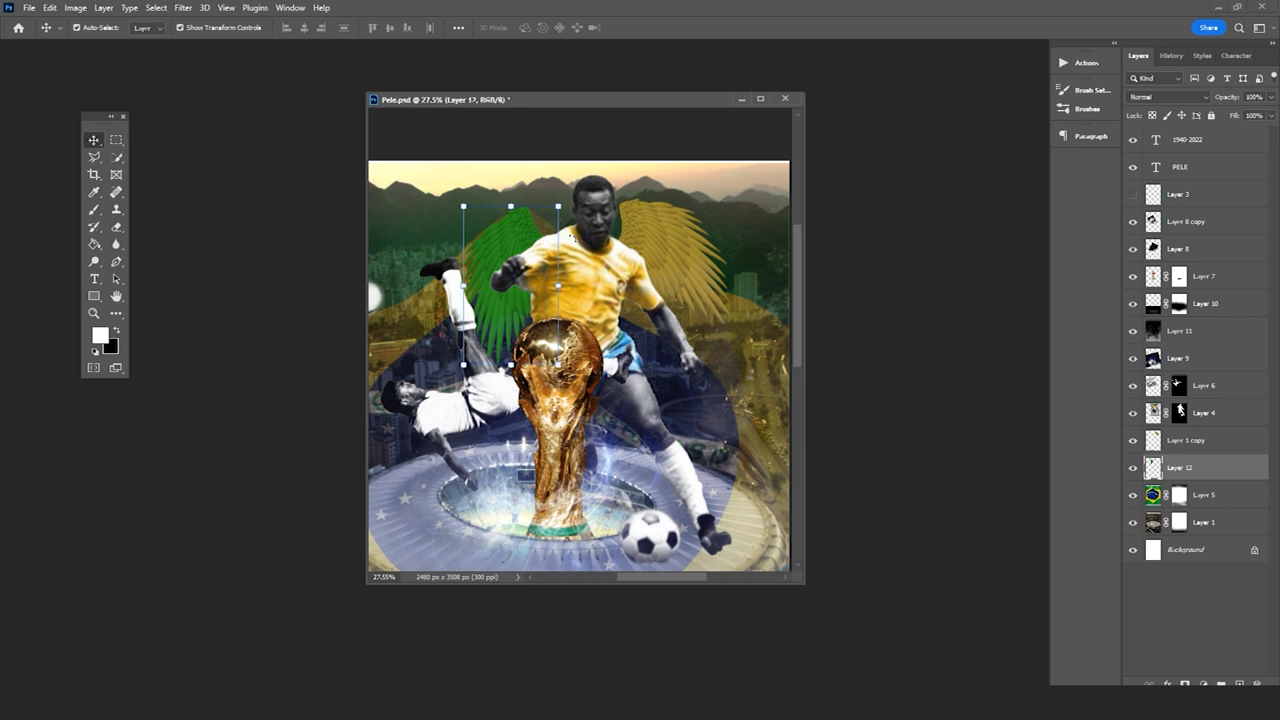 Ps File Edit Image Layer Type Select Filter 3D View Plugins Window Help
Auto-Select: Layer Show Transform Controls 3D Mode: Share
Pele.psd @ 27.5% (Layer 12, RGB/8) *
27.55% 2480 px x 3508 px (300 ppi)
Actions
Brush Set...
Brushes
Paragraph
Layers History Styles Character
Kind
Normal Opacity: 100%
Lock: Fill: 100%
1940-2022
PELE
Layer 3
Layer 8 copy
Layer 8
Layer 7
Layer 10
Layer 11
Layer 9
Layer 6
Layer 4
Layer 1 copy
Layer 12
Layer 5
Layer 1
Background